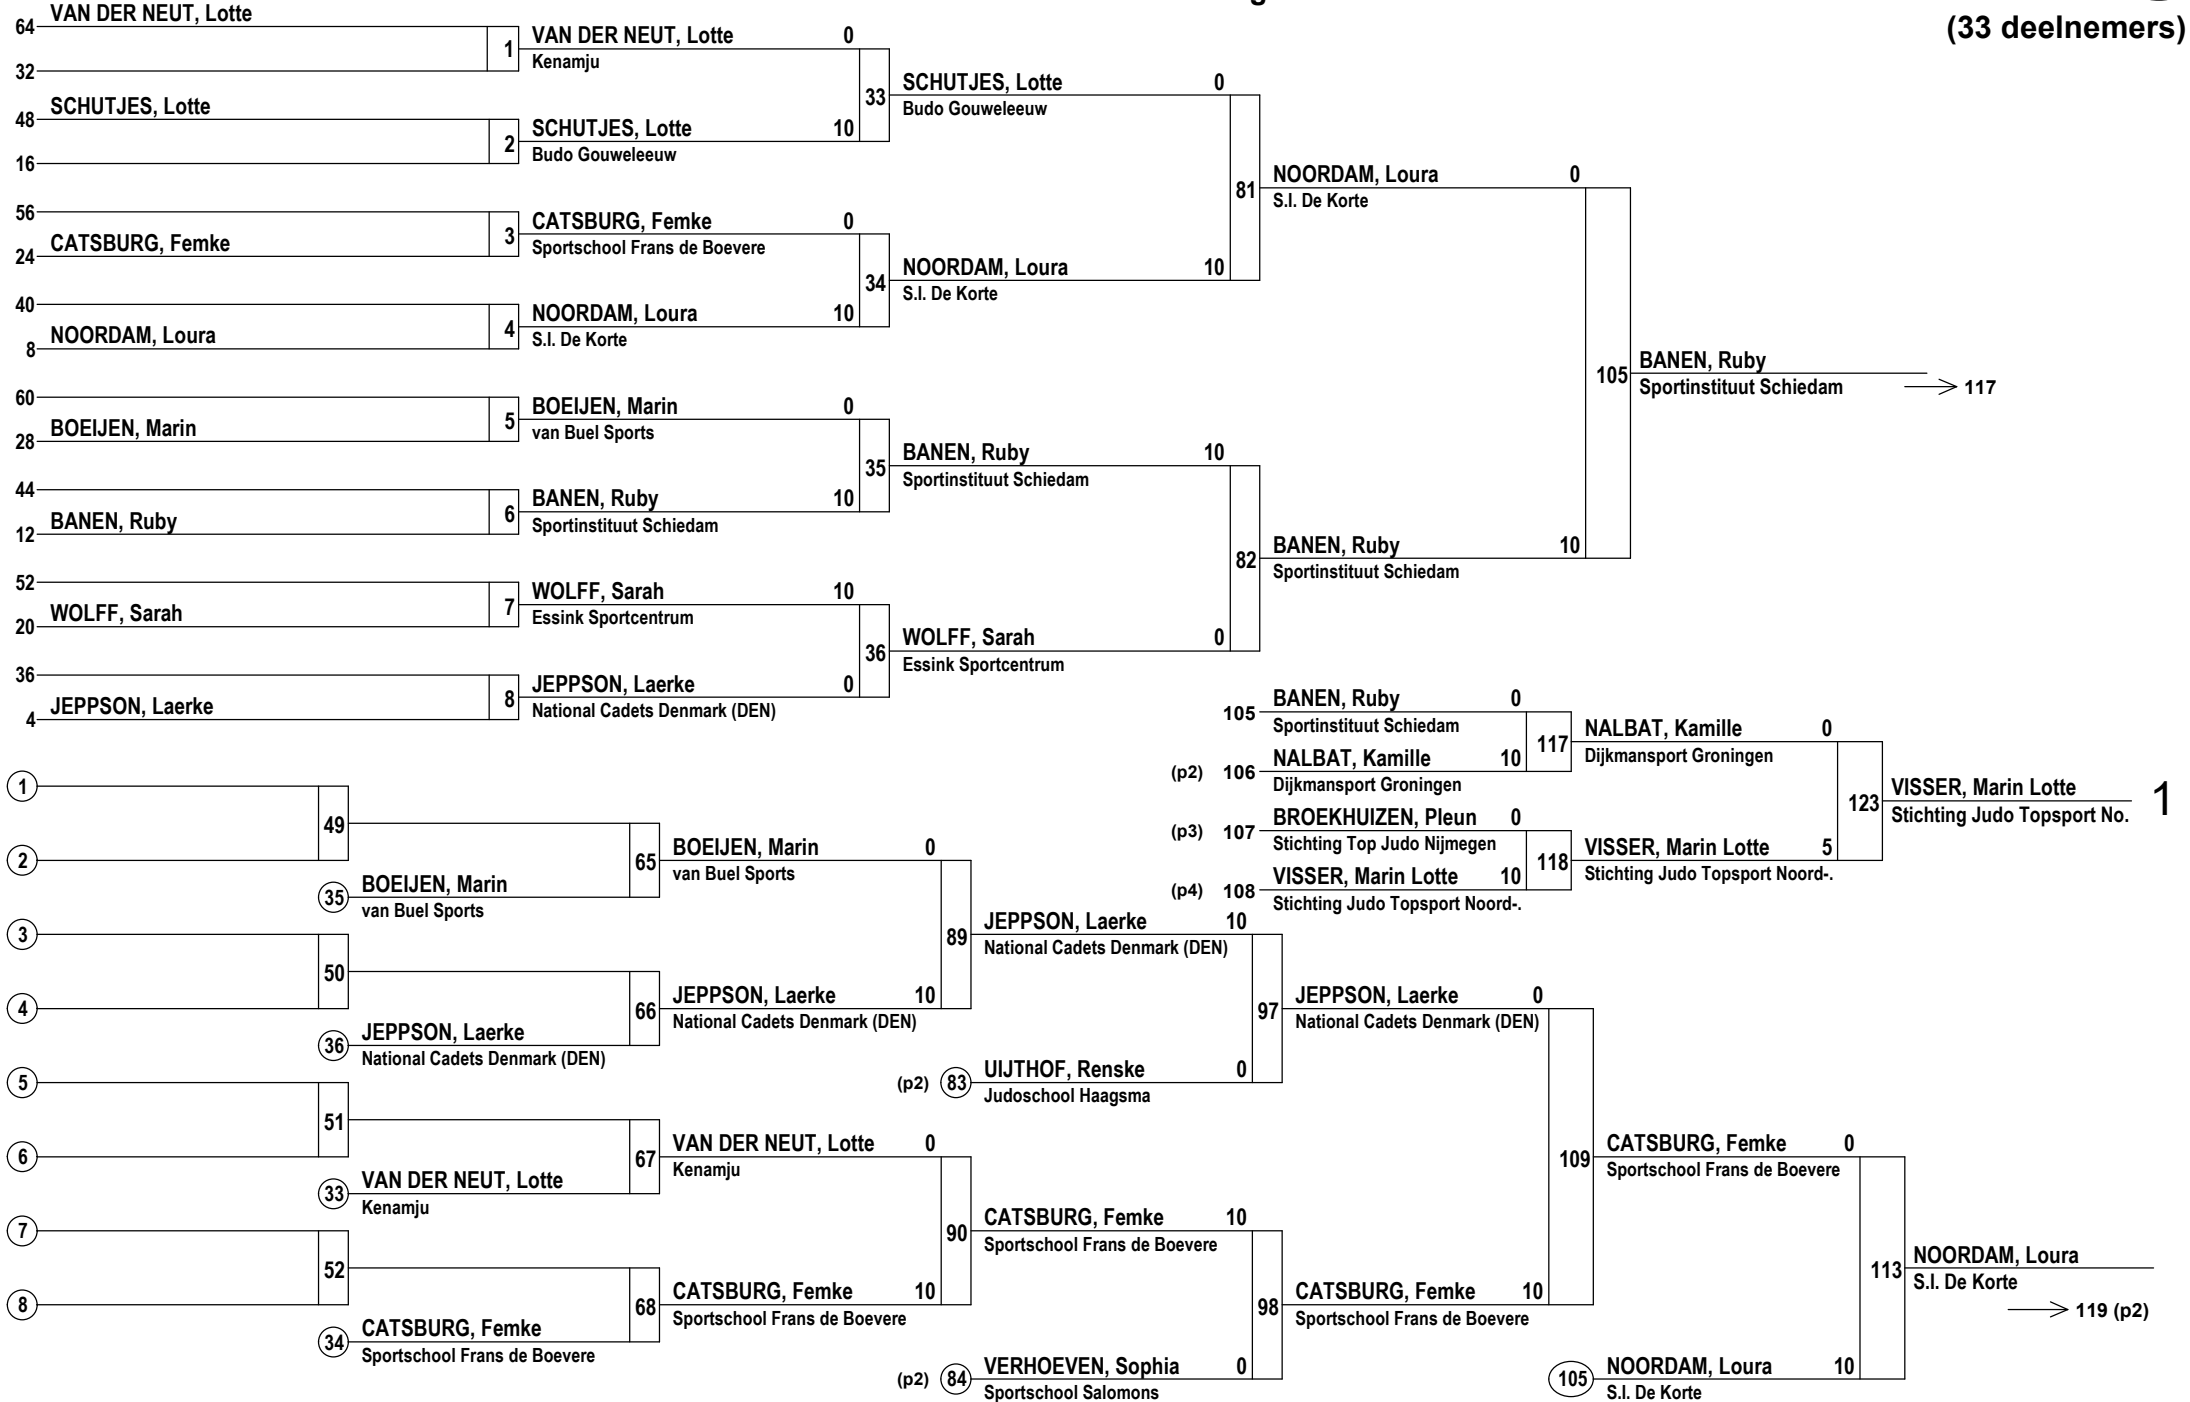 (33 deelnemers)
64 VAN DER NEUT, Lotte
32
1 VAN DER NEUT, Lotte 0
Kenamju
48 SCHUTJES, Lotte
16
2 SCHUTJES, Lotte 10
Budo Gouweleeuw
33 SCHUTJES, Lotte 0
Budo Gouweleeuw
56
24 CATSBURG, Femke
3 CATSBURG, Femke 0
Sportschool Frans de Boevere
40
8 NOORDAM, Loura
4 NOORDAM, Loura 10
S.I. De Korte
34 NOORDAM, Loura 10
S.I. De Korte
81 NOORDAM, Loura 0
S.I. De Korte
60
28 BOEIJEN, Marin
5 BOEIJEN, Marin 0
van Buel Sports
44
12 BANEN, Ruby
6 BANEN, Ruby 10
Sportinstituut Schiedam
35 BANEN, Ruby 10
Sportinstituut Schiedam
52
20 WOLFF, Sarah
7 WOLFF, Sarah 10
Essink Sportcentrum
36
4 JEPPSON, Laerke
8 JEPPSON, Laerke 0
National Cadets Denmark (DEN)
36 WOLFF, Sarah 0
Essink Sportcentrum
82 BANEN, Ruby 10
Sportinstituut Schiedam
105 BANEN, Ruby
Sportinstituut Schiedam 117
105 BANEN, Ruby 0
Sportinstituut Schiedam
(p2) 106 NALBAT, Kamille 10
Dijkmansport Groningen
117 NALBAT, Kamille 0
Dijkmansport Groningen
(p3) 107 BROEKHUIZEN, Pleun 0
Stichting Top Judo Nijmegen
(p4) 108 VISSER, Marin Lotte 10
Stichting Judo Topsport Noord-.
118 VISSER, Marin Lotte 5
Stichting Judo Topsport Noord-.
123 VISSER, Marin Lotte 1
Stichting Judo Topsport No.
1
2
49
35 BOEIJEN, Marin
van Buel Sports
65 BOEIJEN, Marin 0
van Buel Sports
3
4
50
36 JEPPSON, Laerke
National Cadets Denmark (DEN)
66 JEPPSON, Laerke 10
National Cadets Denmark (DEN)
89 JEPPSON, Laerke 10
National Cadets Denmark (DEN)
(p2) 83 UIJTHOF, Renske 0
Judoschool Haagsma
97 JEPPSON, Laerke 0
National Cadets Denmark (DEN)
5
6
51
33 VAN DER NEUT, Lotte
Kenamju
67 VAN DER NEUT, Lotte 0
Kenamju
7
8
52
34 CATSBURG, Femke
Sportschool Frans de Boevere
68 CATSBURG, Femke 10
Sportschool Frans de Boevere
90 CATSBURG, Femke 10
Sportschool Frans de Boevere
(p2) 84 VERHOEVEN, Sophia 0
Sportschool Salomons
98 CATSBURG, Femke 10
Sportschool Frans de Boevere
109 CATSBURG, Femke 0
Sportschool Frans de Boevere
105 NOORDAM, Loura 10
S.I. De Korte
113 NOORDAM, Loura
S.I. De Korte
119 (p2)